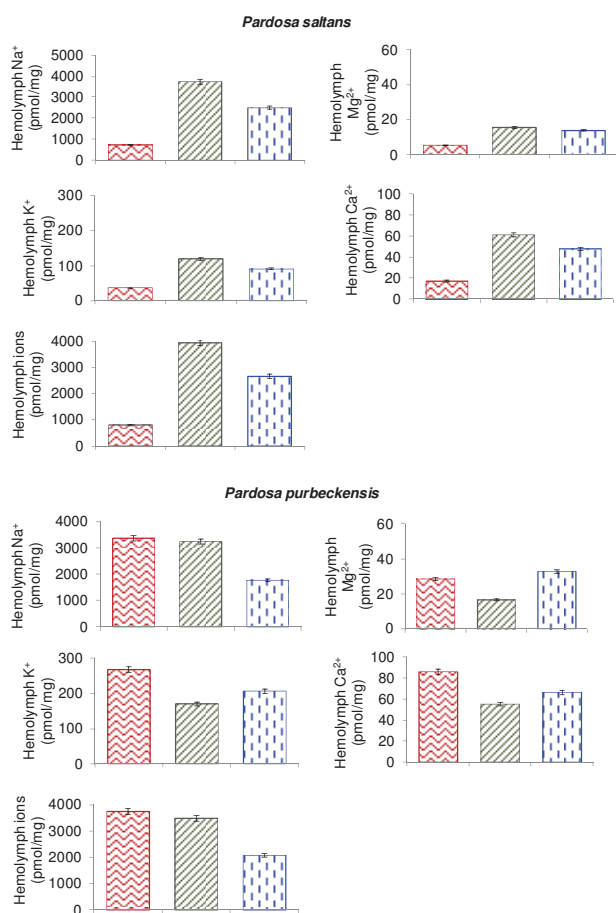 Pardosa saltans
Hemolymph Na⁺
(pmol/mg)
5000
4000
3000
2000
1000
0
Hemolymph
Mg²⁺
(pmol/mg)
60
40
20
0
Hemolymph K⁺
(pmol/mg)
300
200
100
0
Hemolymph Ca²⁺
(pmol/mg)
100
80
60
40
20
0
Hemolymph ions
(pmol/mg)
4000
3000
2000
1000
0
Pardosa purbeckensis
Hemolymph Na⁺
(pmol/mg)
4000
3000
2000
1000
0
Hemolymph
Mg²⁺
(pmol/mg)
60
40
20
0
Hemolymph K⁺
(pmol/mg)
300
200
100
0
Hemolymph Ca²⁺
(pmol/mg)
100
80
60
40
20
0
Hemolymph ions
(pmol/mg)
4000
3000
2000
1000
0